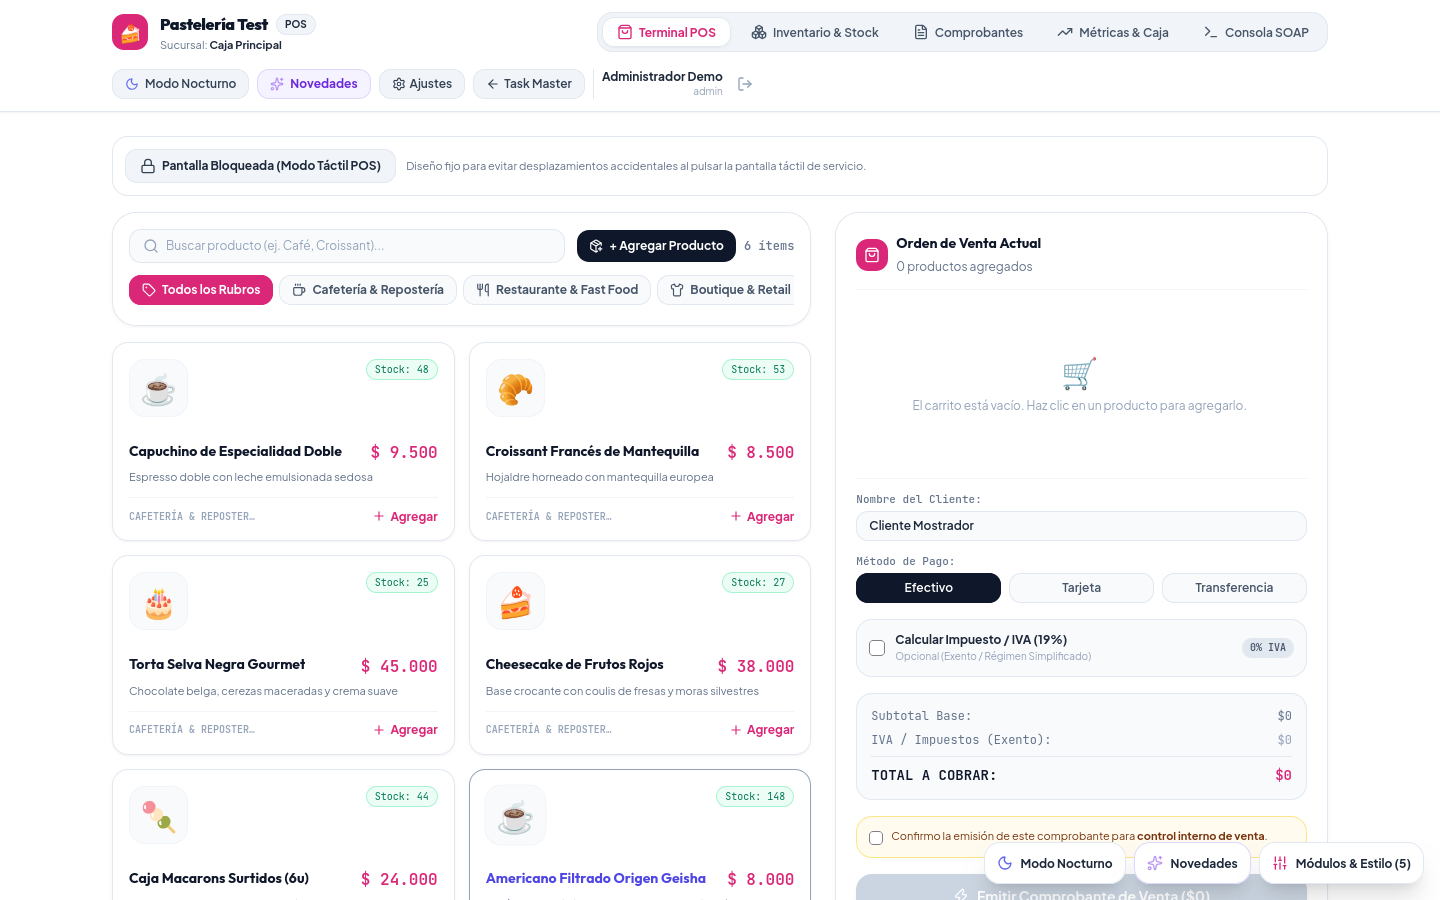 Pastelería Test POS
Sucursal: Caja Principal
Terminal POS
Inventario & Stock
Comprobantes
Métricas & Caja
Consola SOAP
Modo Nocturno
Novedades
Ajustes
Task Master
Administrador Demo
admin
Pantalla Bloqueada (Modo Táctil POS)
Diseño fijo para evitar desplazamientos accidentales al pulsar la pantalla táctil de servicio.
Buscar producto (ej. Café, Croissant)...
+ Agregar Producto
6 ítems
Todos los Rubros
Cafetería & Repostería
Restaurante & Fast Food
Boutique & Retail
Stock: 48
Capuchino de Especialidad Doble
$ 9.500
Espresso doble con leche emulsionada sedosa
CAFETERÍA & REPOSTER…
Agregar
Stock: 53
Croissant Francés de Mantequilla
$ 8.500
Hojaldre horneado con mantequilla europea
CAFETERÍA & REPOSTER…
Agregar
Stock: 25
Torta Selva Negra Gourmet
$ 45.000
Chocolate belga, cerezas maceradas y crema suave
CAFETERÍA & REPOSTER…
Agregar
Stock: 27
Cheesecake de Frutos Rojos
$ 38.000
Base crocante con coulis de fresas y moras silvestres
CAFETERÍA & REPOSTER…
Agregar
Stock: 44
Caja Macarons Surtidos (6u)
$ 24.000
Stock: 148
Americano Filtrado Origen Geisha
$ 8.000
Orden de Venta Actual
0 productos agregados
El carrito está vacío. Haz clic en un producto para agregarlo.
Nombre del Cliente:
Cliente Mostrador
Método de Pago:
Efectivo
Tarjeta
Transferencia
Calcular Impuesto / IVA (19%)
Opcional (Exento / Régimen Simplificado)
0% IVA
Subtotal Base: $0
IVA / Impuestos (Exento): $0
TOTAL A COBRAR: $0
Confirmo la emisión de este comprobante para control interno de venta.
Emitir Comprobante de Venta ($0)
Modo Nocturno
Novedades
Módulos & Estilo (5)